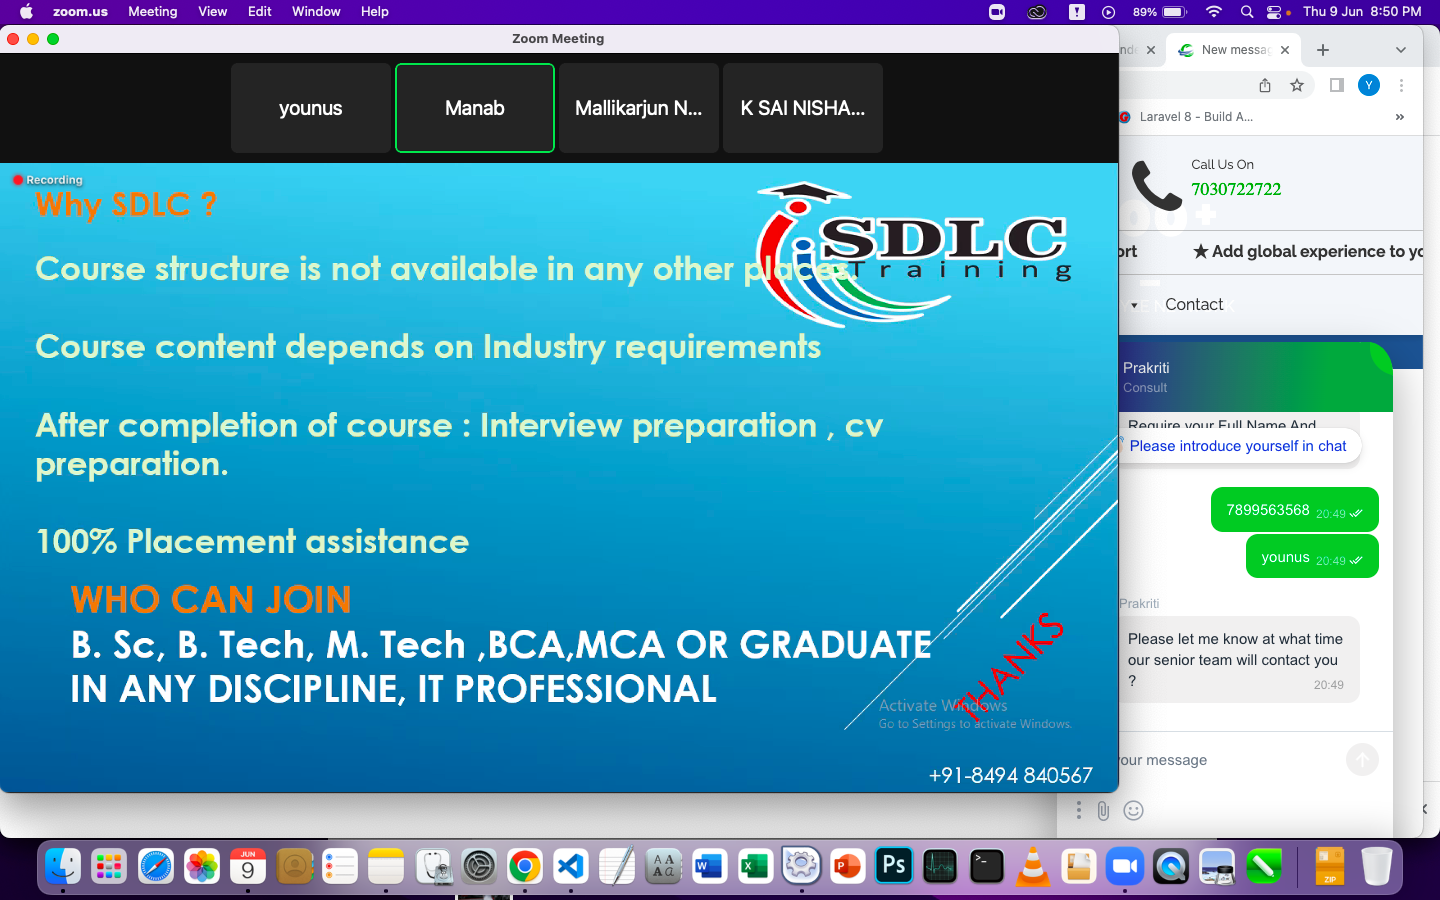 zoom.us Meeting View Edit Window Help
89% Thu 9 Jun 8:50 PM
Zoom Meeting
younus
Manab
Mallikarjun N...
K SAI NISHA...
Recording
Why SDLC ?
SDLC
Training
Course structure is not available in any other places.
Course content depends on Industry requirements
After completion of course : Interview preparation , cv
preparation.
100% Placement assistance
WHO CAN JOIN
B. Sc, B. Tech, M. Tech ,BCA,MCA OR GRADUATE
IN ANY DISCIPLINE, IT PROFESSIONAL
THANKS
Activate Windows
Go to Settings to activate Windows.
+91-8494 840567
New messag
Y
Laravel 8 - Build A...
»
Call Us On
7030722722
★ Add global experience to yo
Contact
Prakriti
Consult
Require your Full Name And
Please introduce yourself in chat
7899563568 20:49
younus 20:49
Prakriti
Please let me know at what time
our senior team will contact you
?
20:49
your message
JUN
9
ZIP